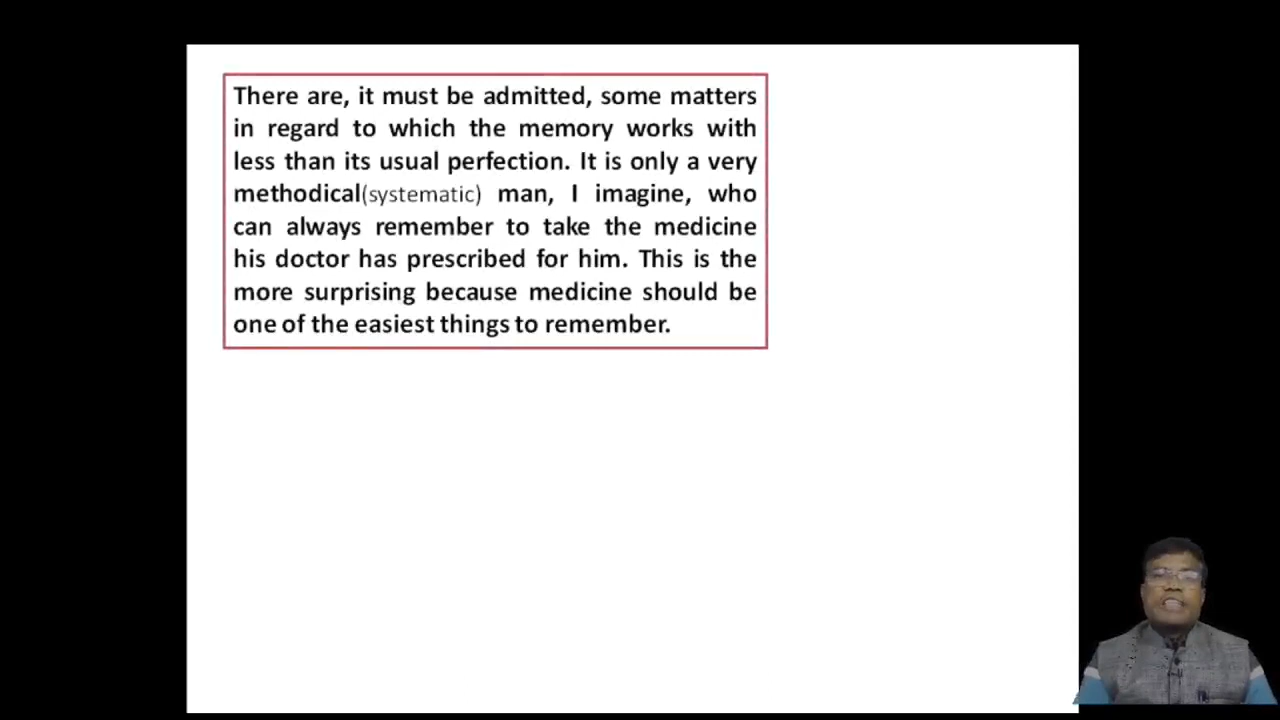 There are, it must be admitted, some matters
in regard to which the memory works with
less than its usual perfection. It is only a very
methodical(systematic) man, I imagine, who
can always remember to take the medicine
his doctor has prescribed for him. This is the
more surprising because medicine should be
one of the easiest things to remember.